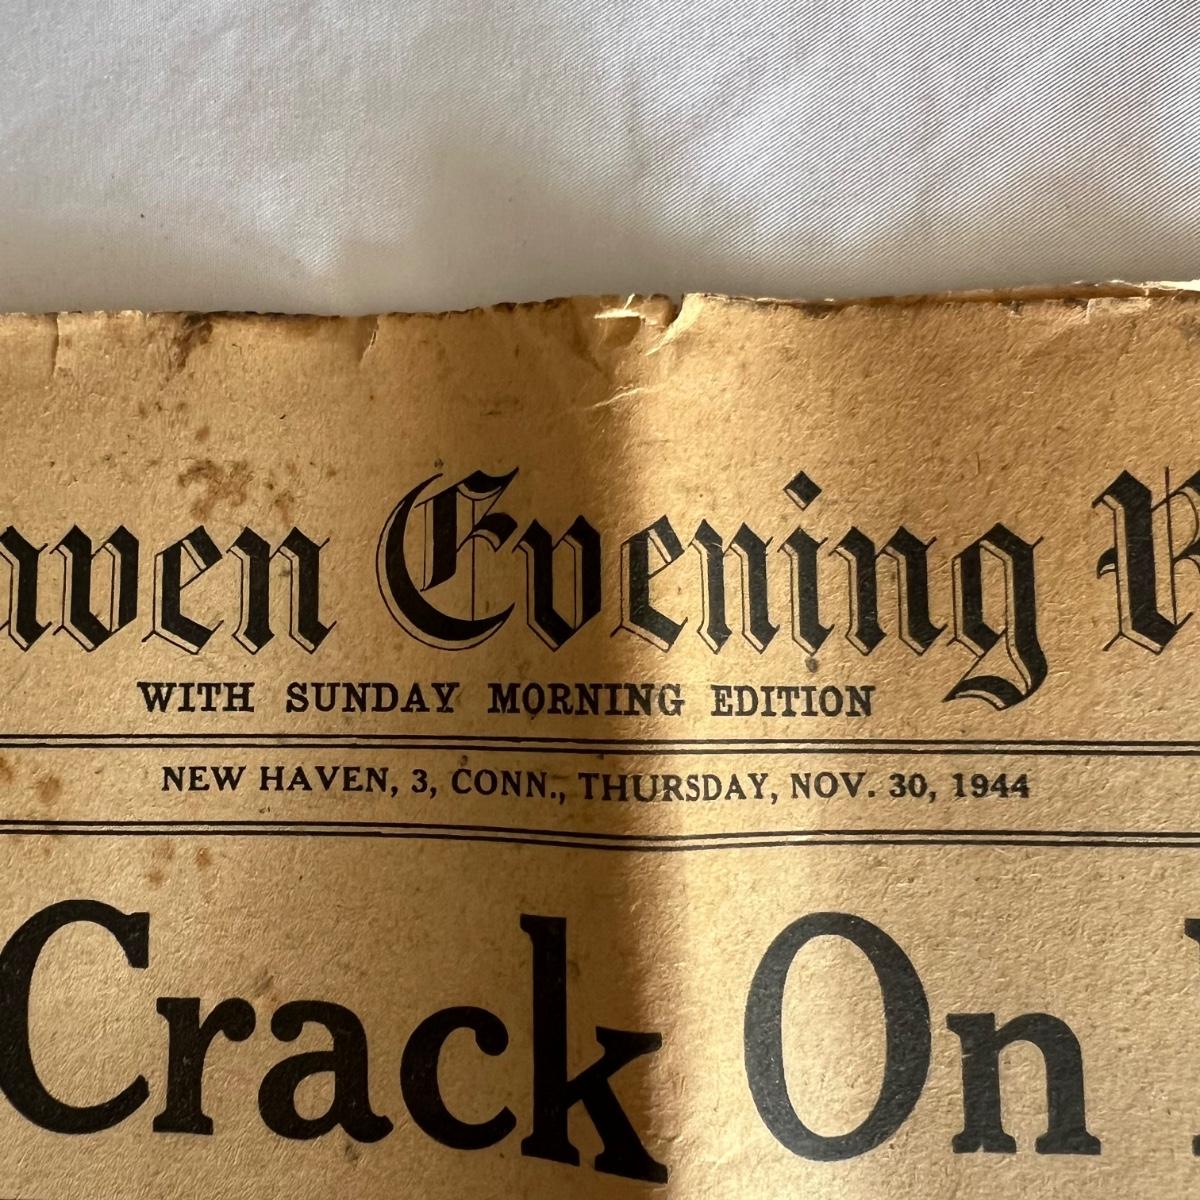 aven Evening R
WITH SUNDAY MORNING EDITION
NEW HAVEN, 3, CONN., THURSDAY, NOV. 30, 1944
Crack On